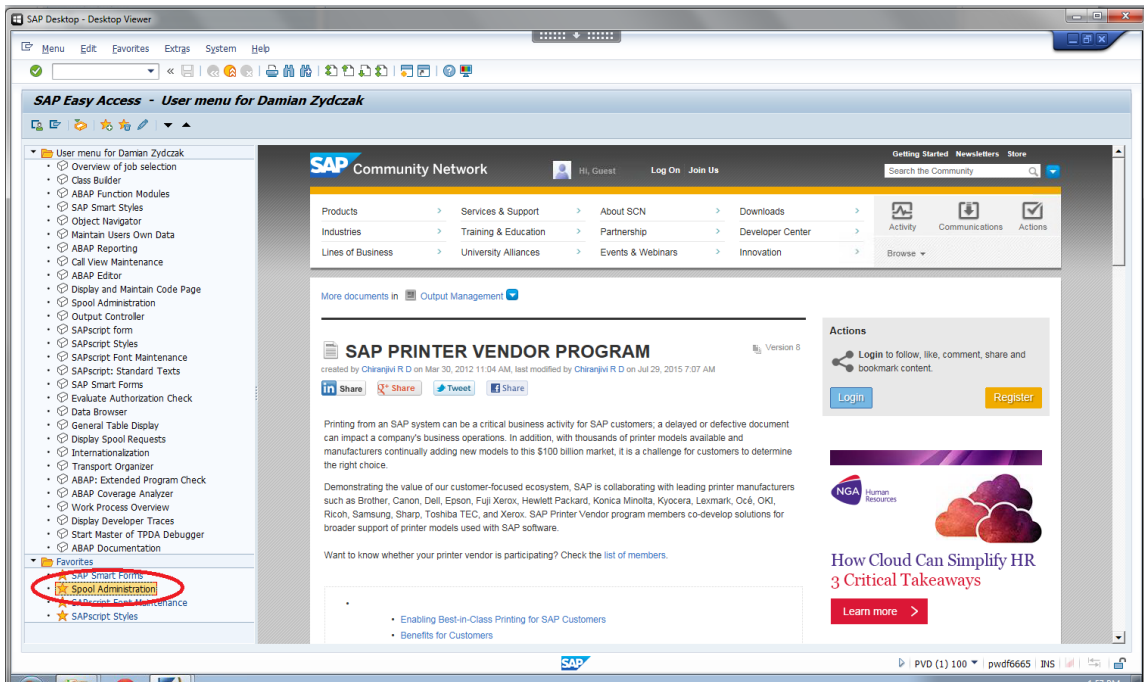 SAP Desktop - Desktop Viewer
Menu Edit Favorites Extras System Help
SAP Easy Access - User menu for Damian Zydczak
User menu for Damian Zydczak
Overview of job selection
Class Builder
ABAP Function Modules
SAP Smart Styles
Object Navigator
Maintain Users Own Data
ABAP Reporting
Call View Maintenance
ABAP Editor
Display and Maintain Code Page
Spool Administration
Output Controller
SAPscript form
SAPscript Styles
SAPscript Font Maintenance
SAPscript: Standard Texts
SAP Smart Forms
Evaluate Authorization Check
Data Browser
General Table Display
Display Spool Requests
Internationalization
Transport Organizer
ABAP: Extended Program Check
ABAP Coverage Analyzer
Work Process Overview
Display Developer Traces
Start Master of TPDA Debugger
ABAP Documentation
Favorites
SAP Smart Forms
Spool Administration
SAPscript Font Maintenance
SAPscript Styles
SAP Community Network
Hi, Guest Log On Join Us
Getting Started Newsletters Store
Search the Community
Products > Services & Support > About SCN > Downloads >
Industries > Training & Education > Partnership > Developer Center >
Lines of Business > University Alliances > Events & Webinars > Innovation >
Activity Communications Actions
Browse
More documents in Output Management
SAP PRINTER VENDOR PROGRAM
Version 8
created by Chiranjivi R D on Mar 30, 2012 11:04 AM, last modified by Chiranjivi R D on Jul 29, 2015 7:07 AM
in Share g+ Share Tweet f Share
Printing from an SAP system can be a critical business activity for SAP customers; a delayed or defective document
can impact a company's business operations. In addition, with thousands of printer models available and
manufacturers continually adding new models to this $100 billion market, it is a challenge for customers to determine
the right choice.
Demonstrating the value of our customer-focused ecosystem, SAP is collaborating with leading printer manufacturers
such as Brother, Canon, Dell, Epson, Fuji Xerox, Hewlett Packard, Konica Minolta, Kyocera, Lexmark, Océ, OKI,
Ricoh, Samsung, Sharp, Toshiba TEC, and Xerox. SAP Printer Vendor program members co-develop solutions for
broader support of printer models used with SAP software.
Want to know whether your printer vendor is participating? Check the list of members.
Enabling Best-in-Class Printing for SAP Customers
Benefits for Customers
Actions
Login to follow, like, comment, share and
bookmark content.
Login Register
NGA Human
Resources
How Cloud Can Simplify HR
3 Critical Takeaways
Learn more >
SAP
PVD (1) 100 pwdf6665 INS